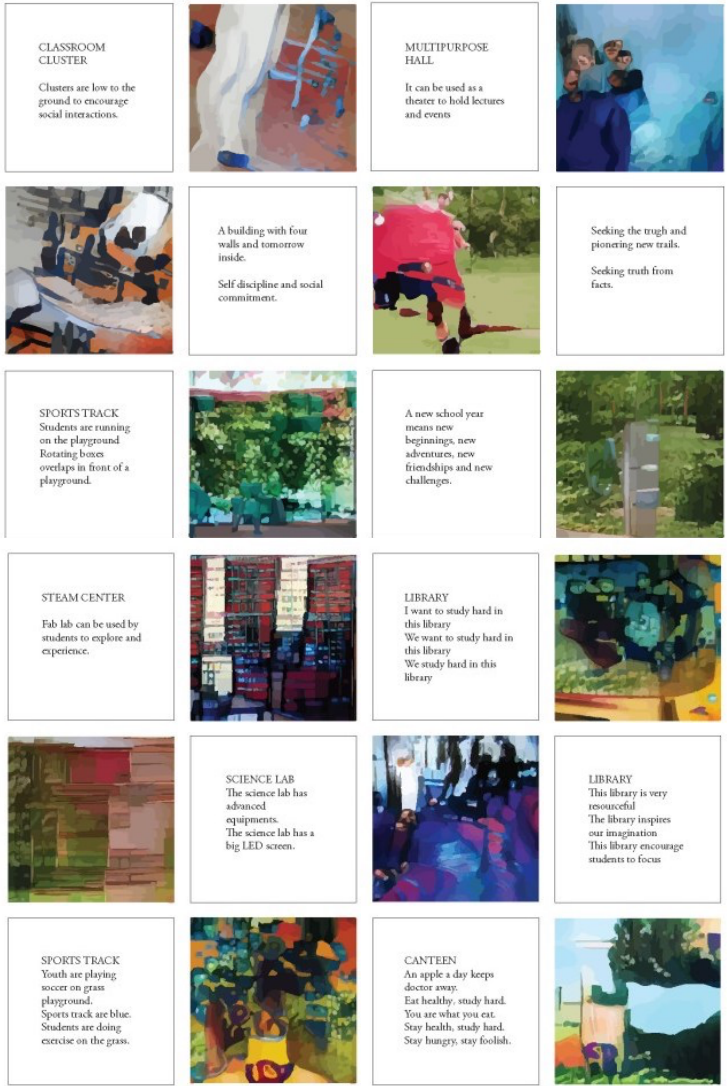 CLASSROOM
CLUSTER
Clusters are low to the
ground to encourage
social interactions.
MULTIPURPOSE
HALL
It can be used as a
theater to hold lectures
and events
A building with four
walls and tomorrow
inside.
Self discipline and social
commitment.
Seeking the trugh and
pionering new trails.
Seeking truth from
facts.
SPORTS TRACK
Students are running
on the playground
Rotating boxes
overlaps in front of a
playground.
A new school year
means new
beginnings, new
adventures, new
friendships and new
challenges.
STEAM CENTER
Fab lab can be used by
students to explore and
experience.
LIBRARY
I want to study hard in
this library
We want to study hard in
this library
We study hard in this
library
SCIENCE LAB
The science lab has
advanced
equipments.
The science lab has a
big LED screen.
LIBRARY
This library is very
resourceful
The library inspires
our imagination
This library encourage
students to focus
SPORTS TRACK
Youth are playing
soccer on grass
playground.
Sports track are blue.
Students are doing
exercise on the grass.
CANTEEN
An apple a day keeps
doctor away.
Eat healthy, study hard.
You are what you eat.
Stay health, study hard.
Stay hungry, stay foolish.